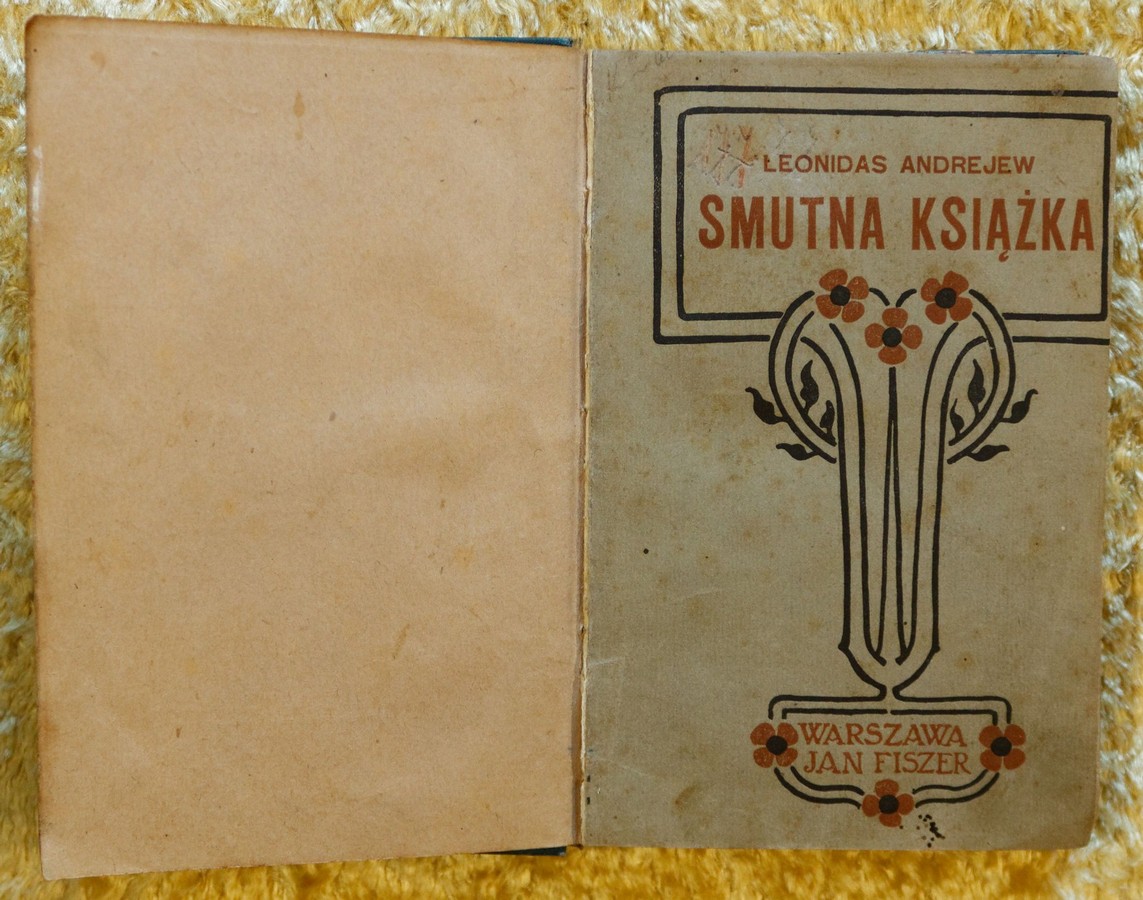 LEONIDAS ANDREJEW
SMUTNA KSIĄŻKA
WARSZAWA
JAN FISZER